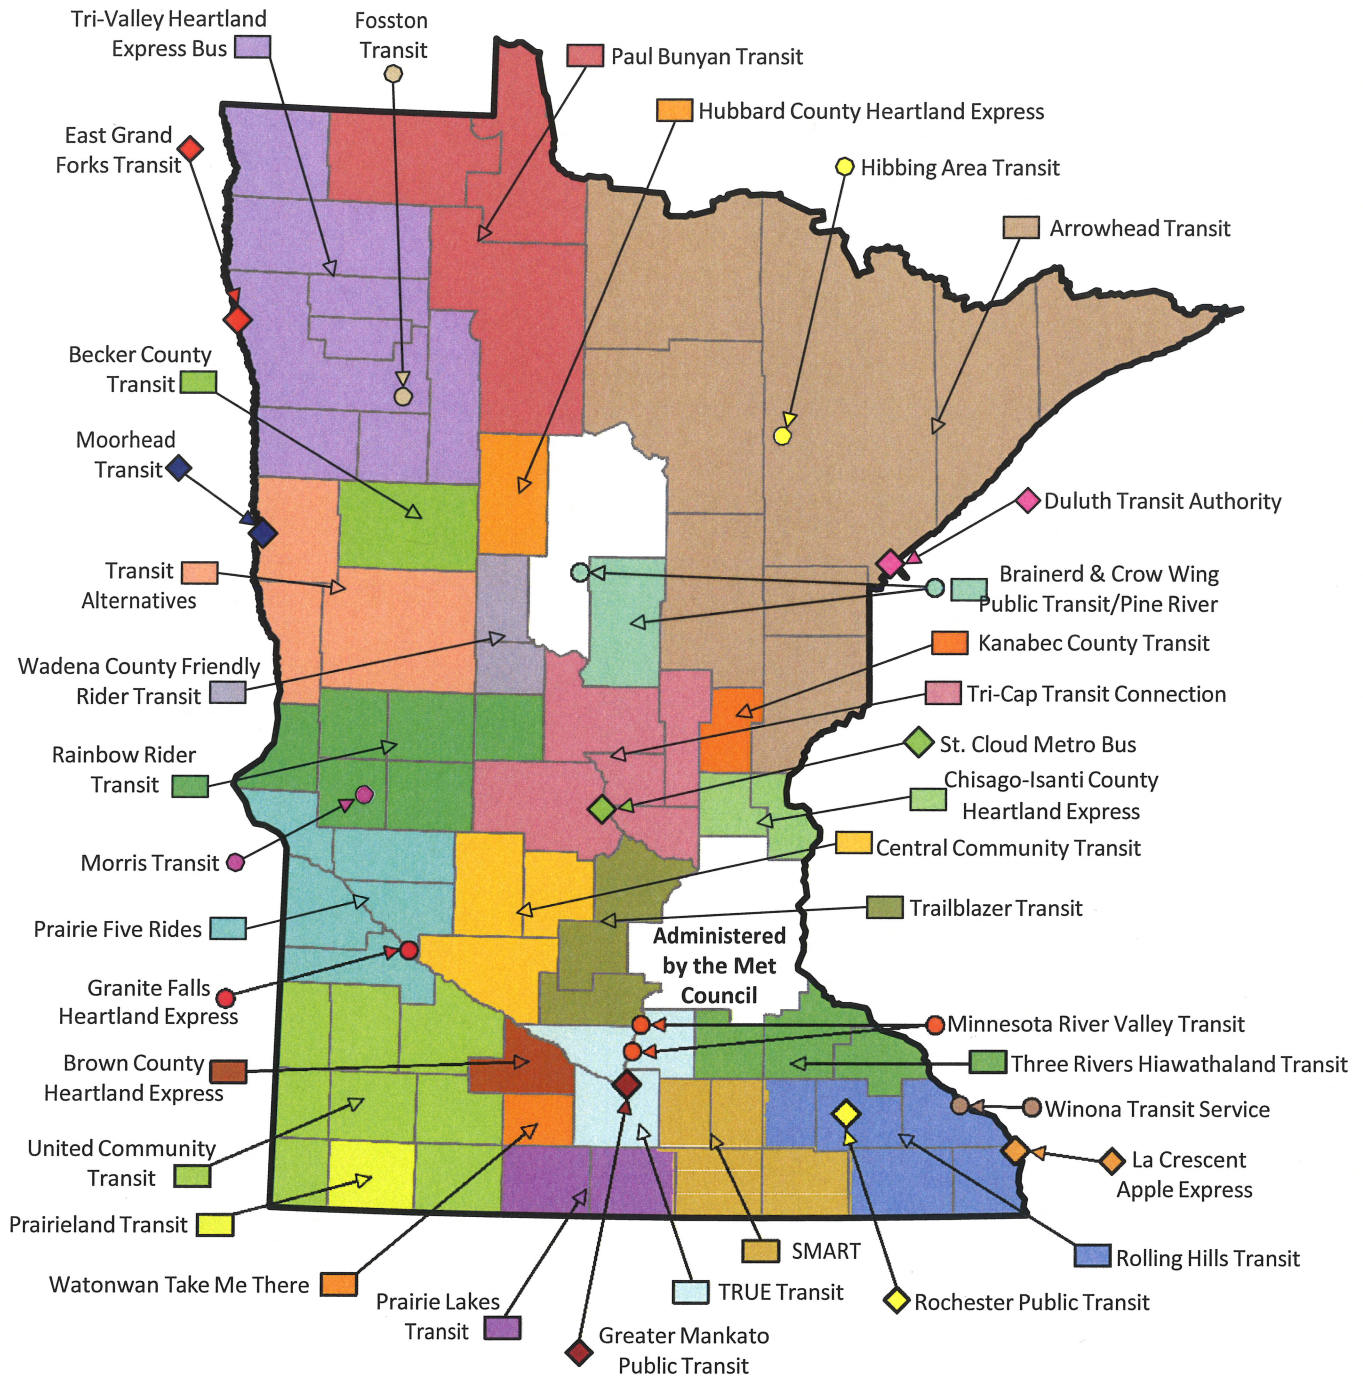 Tri-Valley Heartland
Express Bus
Fosston
Transit
Paul Bunyan Transit
Hubbard County Heartland Express
East Grand
Forks Transit
Hibbing Area Transit
Arrowhead Transit
Becker County
Transit
Moorhead
Transit
Duluth Transit Authority
Transit
Alternatives
Brainerd & Crow Wing
Public Transit/Pine River
Kanabec County Transit
Wadena County Friendly
Rider Transit
Tri-Cap Transit Connection
St. Cloud Metro Bus
Rainbow Rider
Transit
Chisago-Isanti County
Heartland Express
Morris Transit
Central Community Transit
Trailblazer Transit
Prairie Five Rides
Administered
by the Met
Council
Granite Falls
Heartland Express
Minnesota River Valley Transit
Brown County
Heartland Express
Three Rivers Hiawathaland Transit
Winona Transit Service
United Community
Transit
La Crescent
Apple Express
Prairieland Transit
SMART
Rolling Hills Transit
Watonwan Take Me There
TRUE Transit
Prairie Lakes
Transit
Rochester Public Transit
Greater Mankato
Public Transit